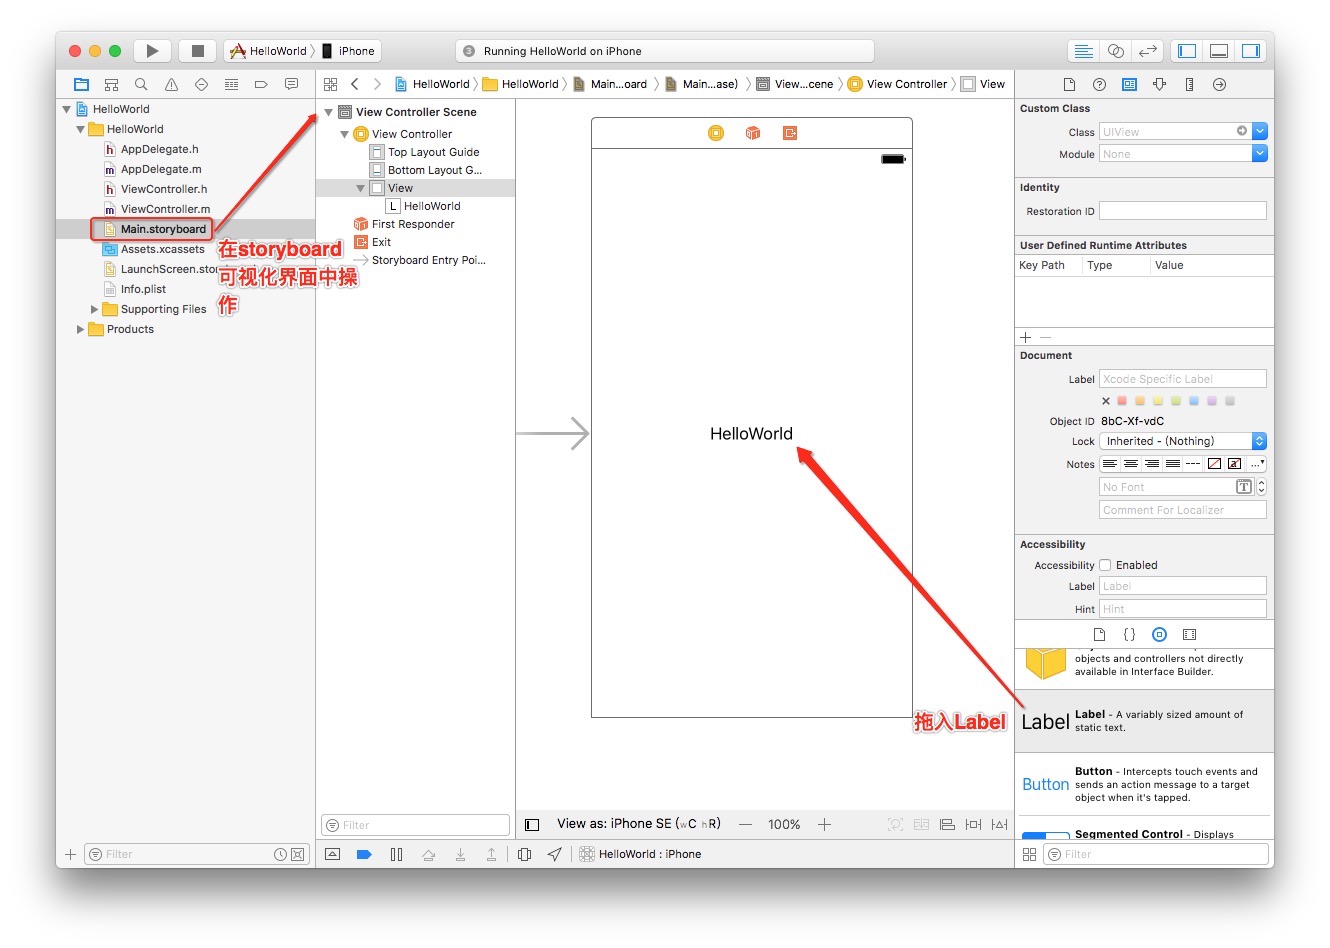 HelloWorld
iPhone
3 Running HelloWorld on iPhone
HelloWorld
HelloWorld
Main...oard
Main...ase)
View...cene
View Controller
View
HelloWorld
HelloWorld
h AppDelegate.h
m AppDelegate.m
h ViewController.h
m ViewController.m
Main.storyboard
Assets.xcassets
LaunchScreen.sto
Info.plist
Supporting Files
Products
在storyboard
可视化界面中操
作
View Controller Scene
View Controller
Top Layout Guide
Bottom Layout G...
View
L HelloWorld
First Responder
Exit
Storyboard Entry Poi...
HelloWorld
拖入Label
Custom Class
Class UIView
Module None
Identity
Restoration ID
User Defined Runtime Attributes
Key Path Type Value
Document
Label Xcode Specific Label
Object ID 8bC-Xf-vdC
Lock Inherited - (Nothing)
Notes
No Font
Comment For Localizer
Accessibility
Accessibility Enabled
Label Label
Hint Hint
objects and controllers not directly
available in Interface Builder.
Label Label - A variably sized amount of
static text.
Button Button - Intercepts touch events and
sends an action message to a target
object when it's tapped.
Segmented Control - Displays
Filter
View as: iPhone SE (wC hR)
100%
Filter
HelloWorld : iPhone
Filter